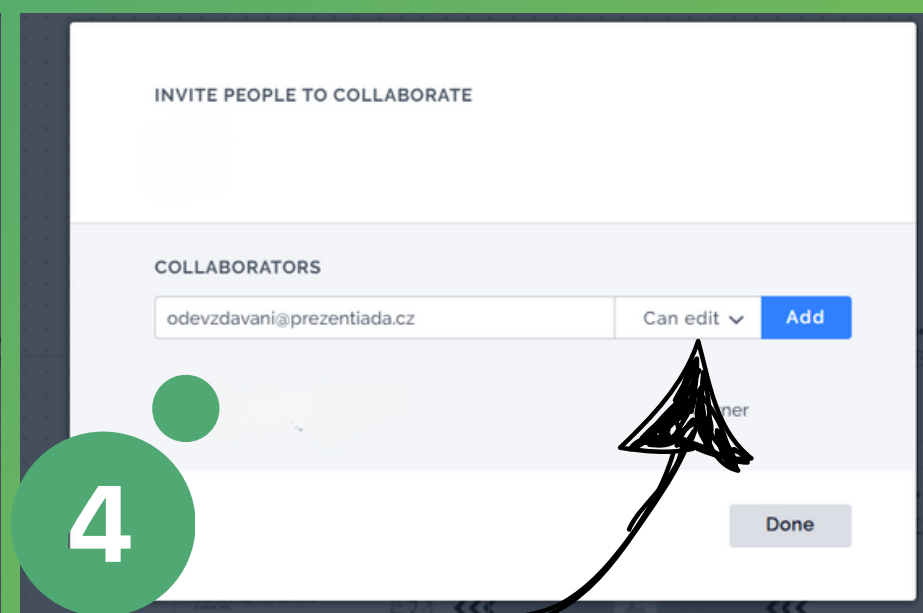 INVITE PEOPLE TO COLLABORATE
COLLABORATORS
odevzdavani@prezentiada.cz Can edit Add
4
Done